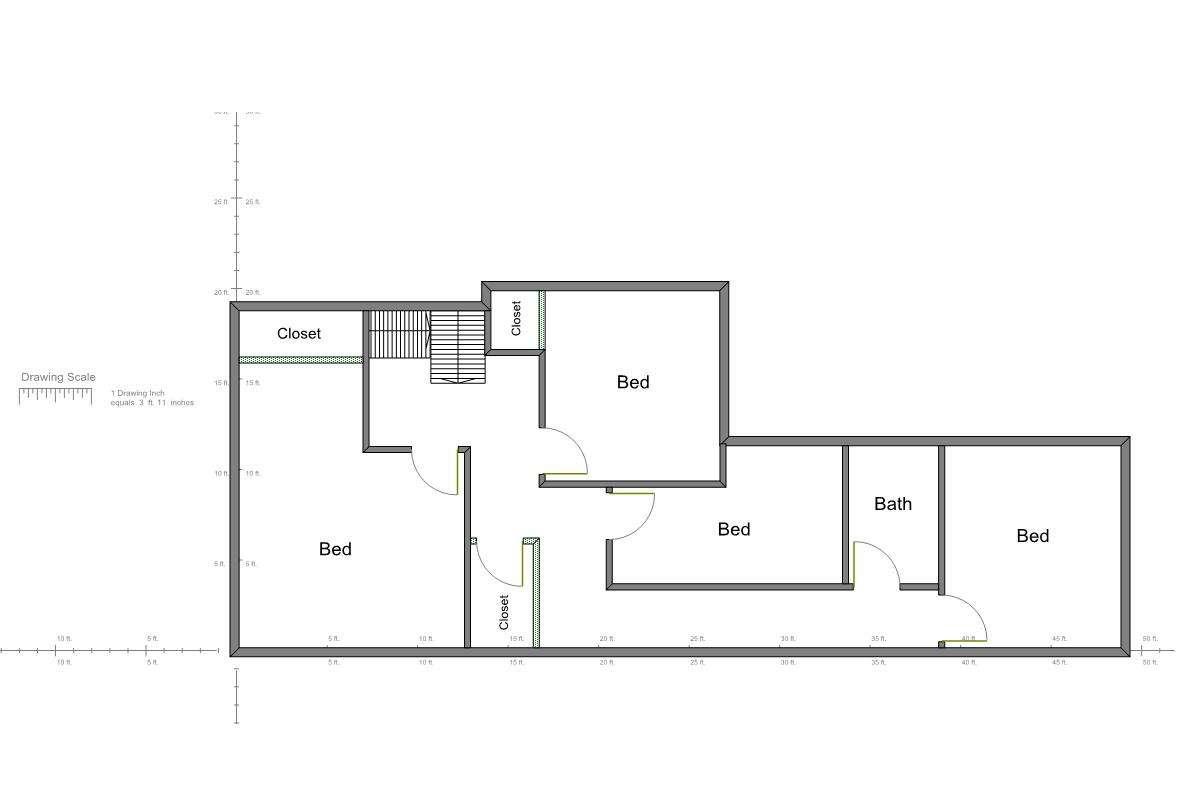 25 ft. 25 ft.
20 ft. 20 ft.
Closet
Closet
Drawing Scale
1 Drawing Inch
equals 3 ft. 11 inches
15 ft. 15 ft.
Bed
10 ft. 10 ft.
Bath
Bed
Bed
Bed
5 ft. 5 ft.
Closet
10 ft. 5 ft. 5 ft. 10 ft. 15 ft. 20 ft. 25 ft. 30 ft. 35 ft. 40 ft. 45 ft. 50 ft.
10 ft. 5 ft. 5 ft. 10 ft. 15 ft. 20 ft. 25 ft. 30 ft. 35 ft. 40 ft. 45 ft. 50 ft.